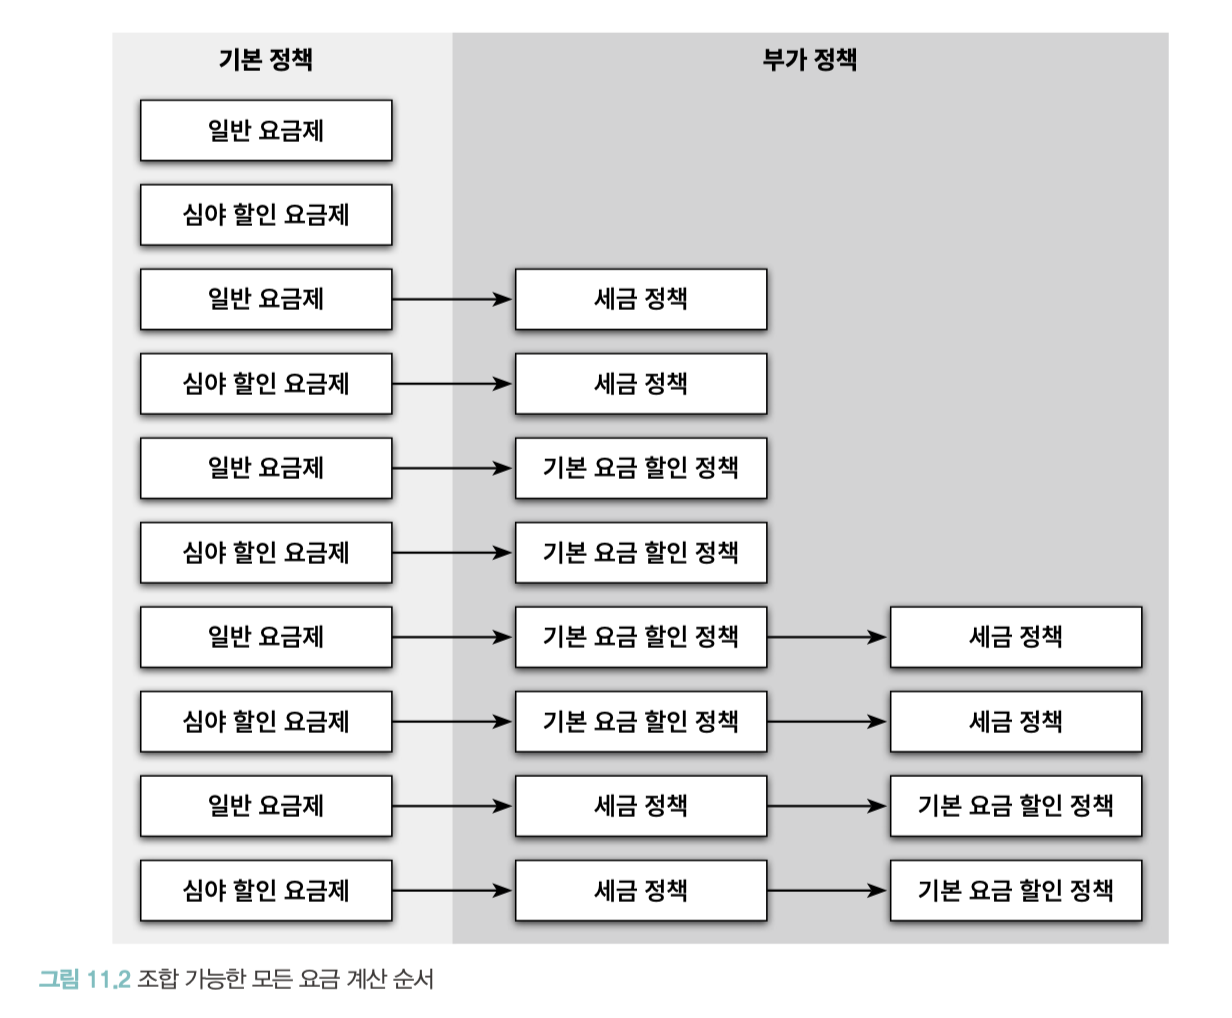 기본 정책 부가 정책
일반 요금제
심야 할인 요금제
일반 요금제 세금 정책
심야 할인 요금제 세금 정책
일반 요금제 기본 요금 할인 정책
심야 할인 요금제 기본 요금 할인 정책
일반 요금제 기본 요금 할인 정책 세금 정책
심야 할인 요금제 기본 요금 할인 정책 세금 정책
일반 요금제 세금 정책 기본 요금 할인 정책
심야 할인 요금제 세금 정책 기본 요금 할인 정책
그림 11.2 조합 가능한 모든 요금 계산 순서